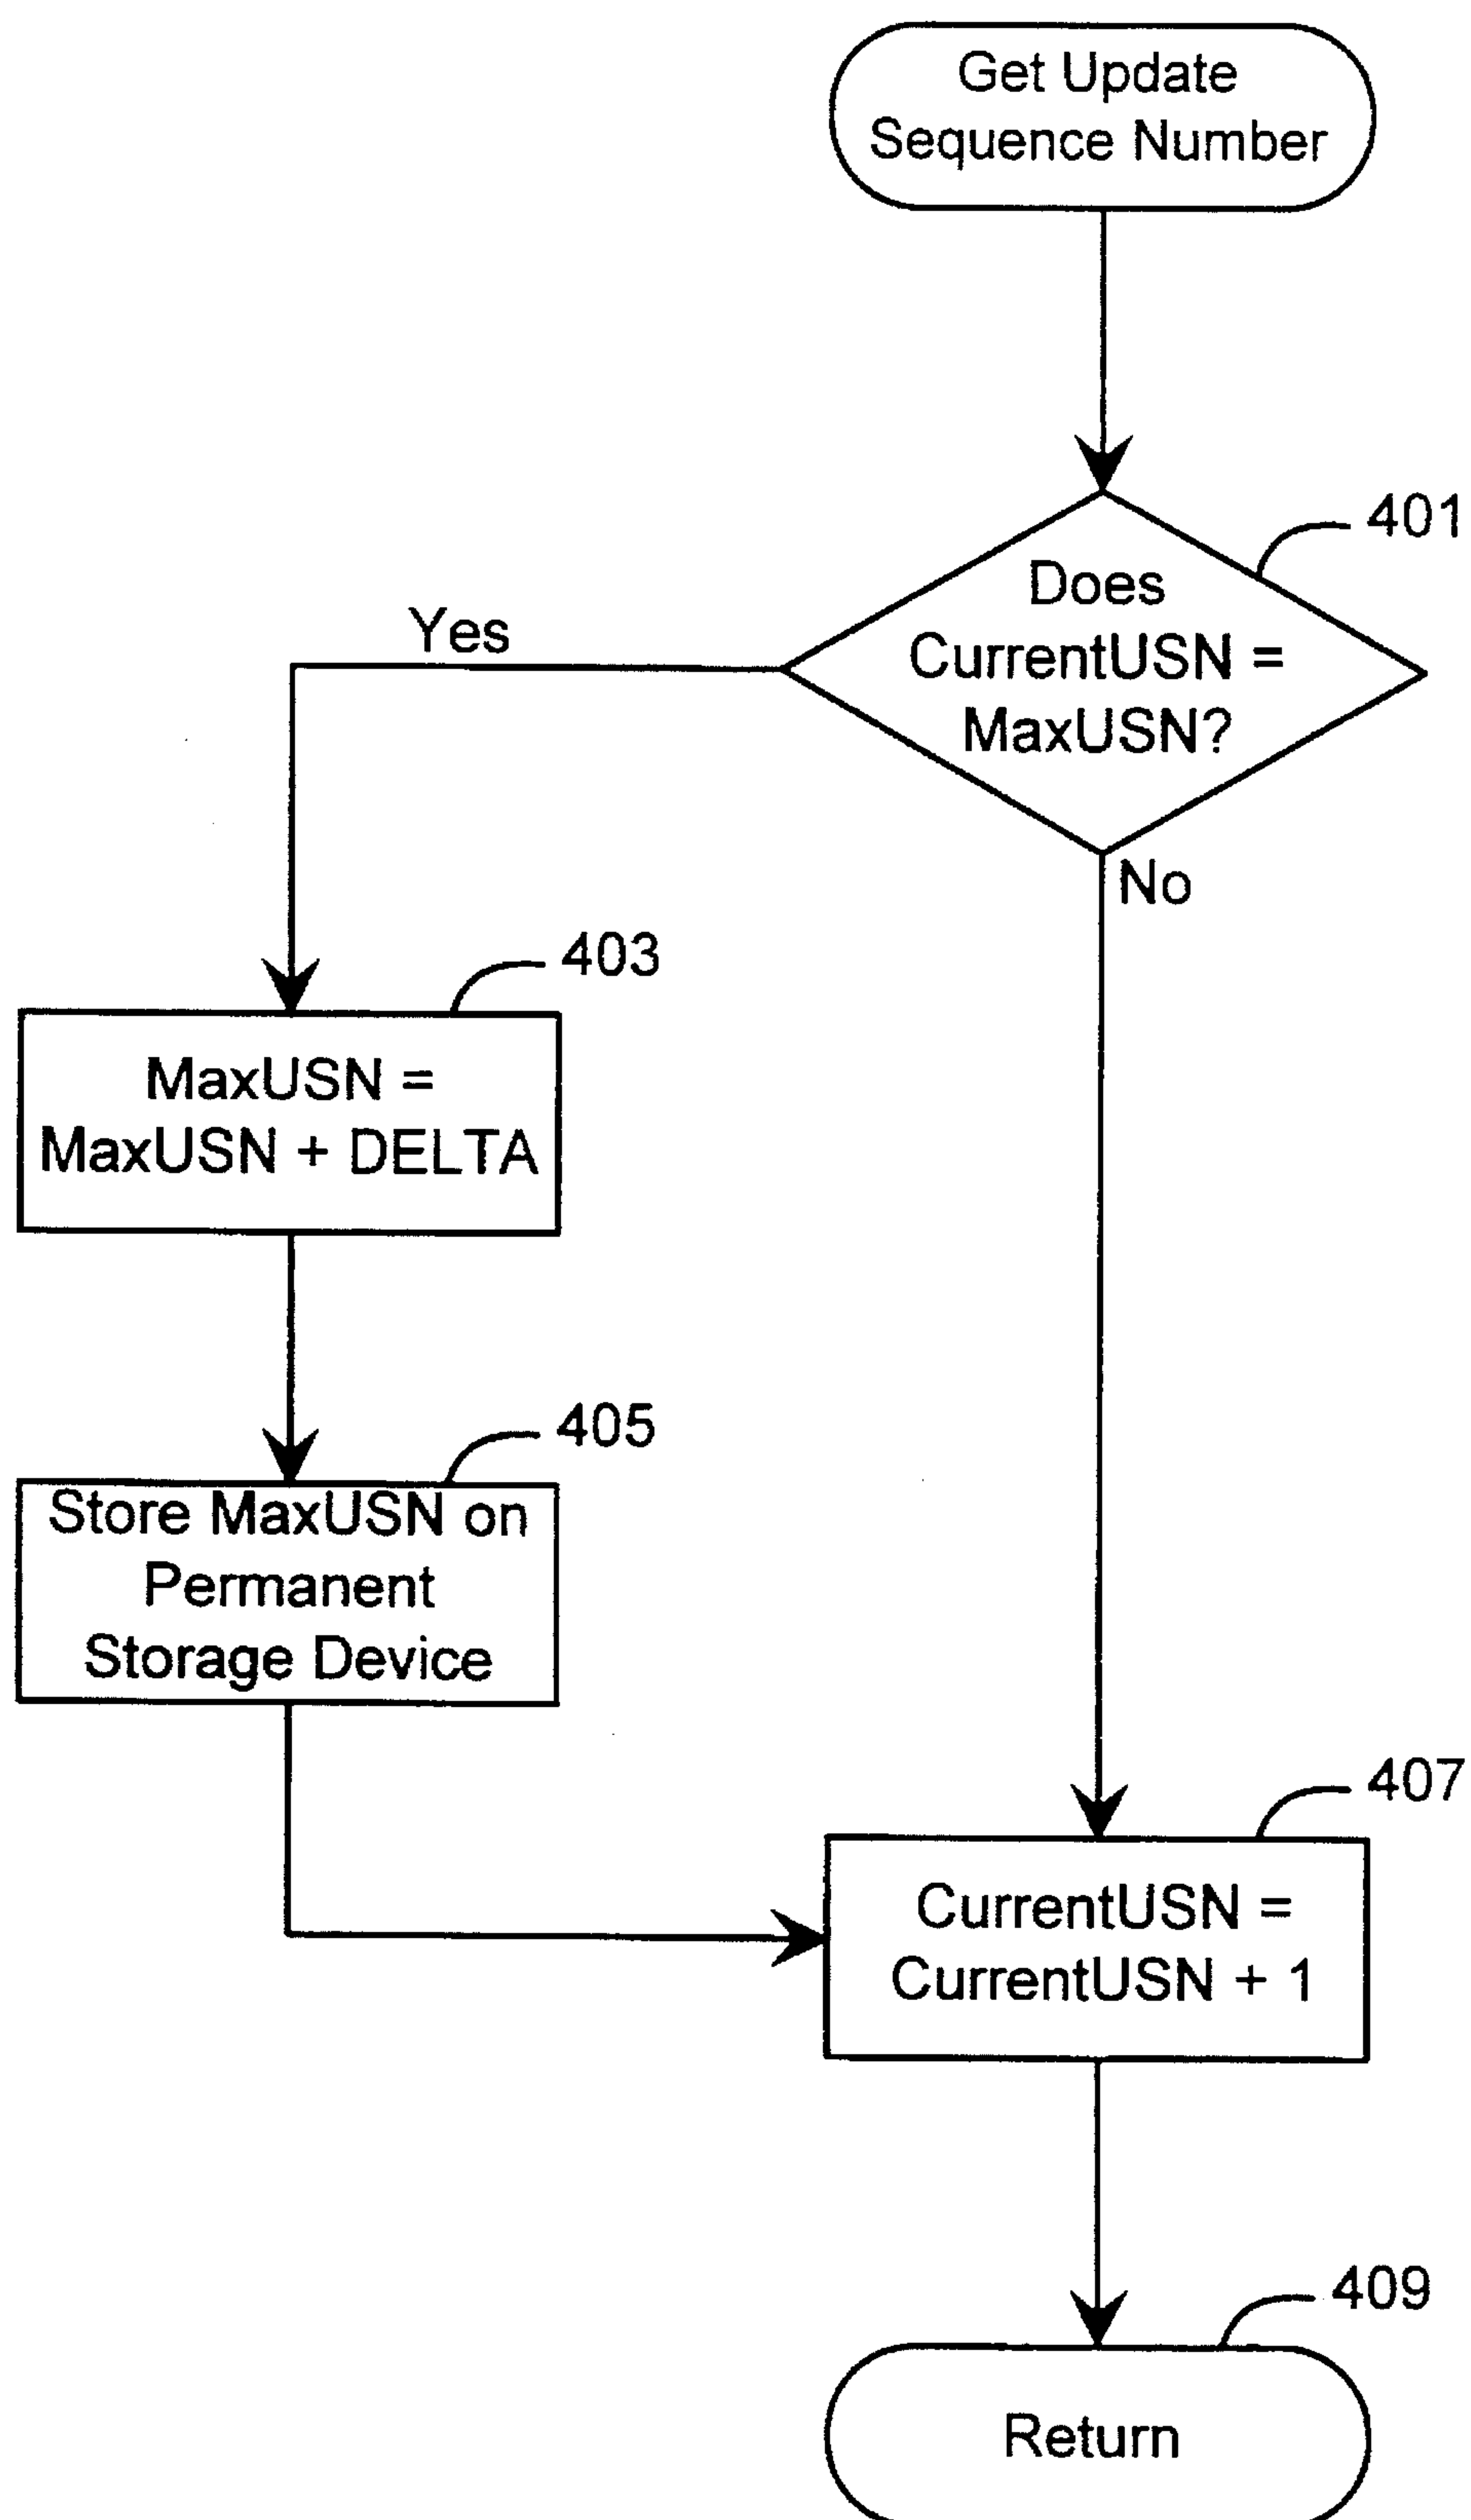 Get Update
Sequence Number
401
Does
CurrentUSN =
MaxUSN?
Yes
No
403
MaxUSN =
MaxUSN + DELTA
405
Store MaxUSN on
Permanent
Storage Device
407
CurrentUSN =
CurrentUSN + 1
409
Return